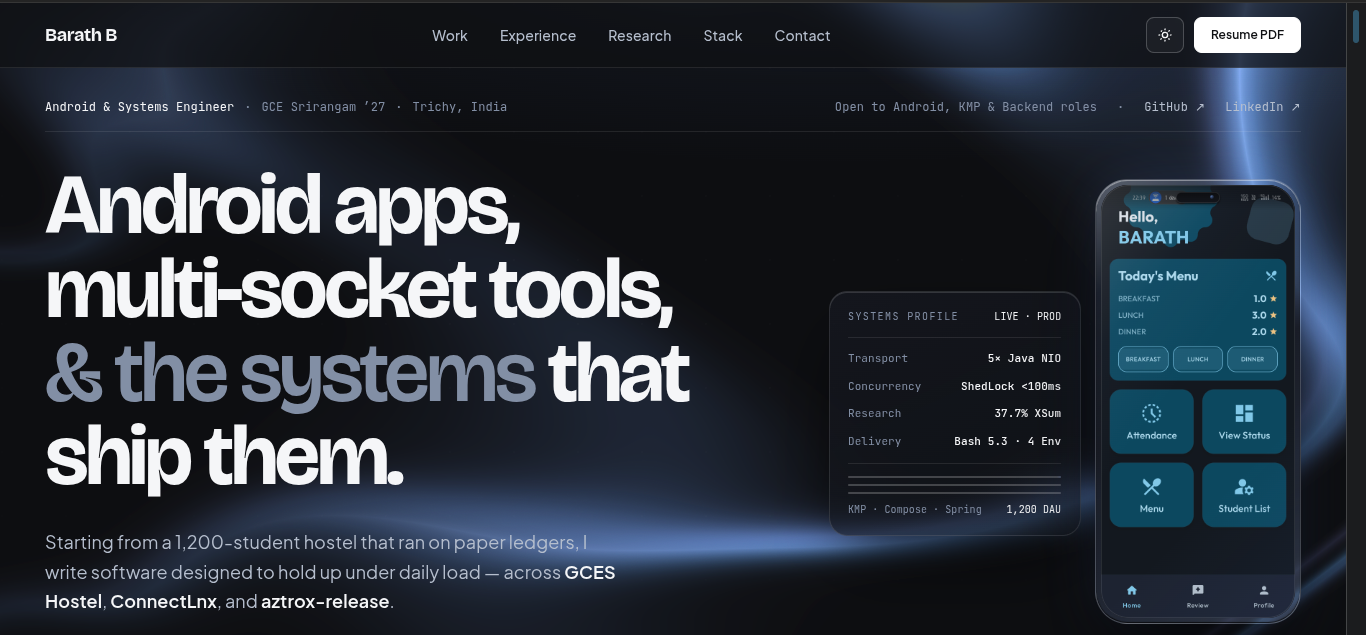 Barath B
Work
Experience
Research
Stack
Contact
Resume PDF
Android & Systems Engineer · GCE Srirangam ’27 · Trichy, India
Open to Android, KMP & Backend roles · GitHub ↗ LinkedIn ↗
Android apps,
multi-socket tools,
& the systems that
ship them.
Starting from a 1,200-student hostel that ran on paper ledgers, I
write software designed to hold up under daily load — across GCES
Hostel, ConnectLnx, and aztrox-release.
SYSTEMS PROFILE LIVE · PROD
Transport 5× Java NIO
Concurrency ShedLock <100ms
Research 37.7% XSum
Delivery Bash 5.3 · 4 Env
KMP · Compose · Spring 1,200 DAU
Hello,
BARATH
Today's Menu
BREAKFAST 1.0 ★
LUNCH 3.0 ★
DINNER 2.0 ★
BREAKFAST LUNCH DINNER
Attendance View Status
Menu Student List
Home Review Profile